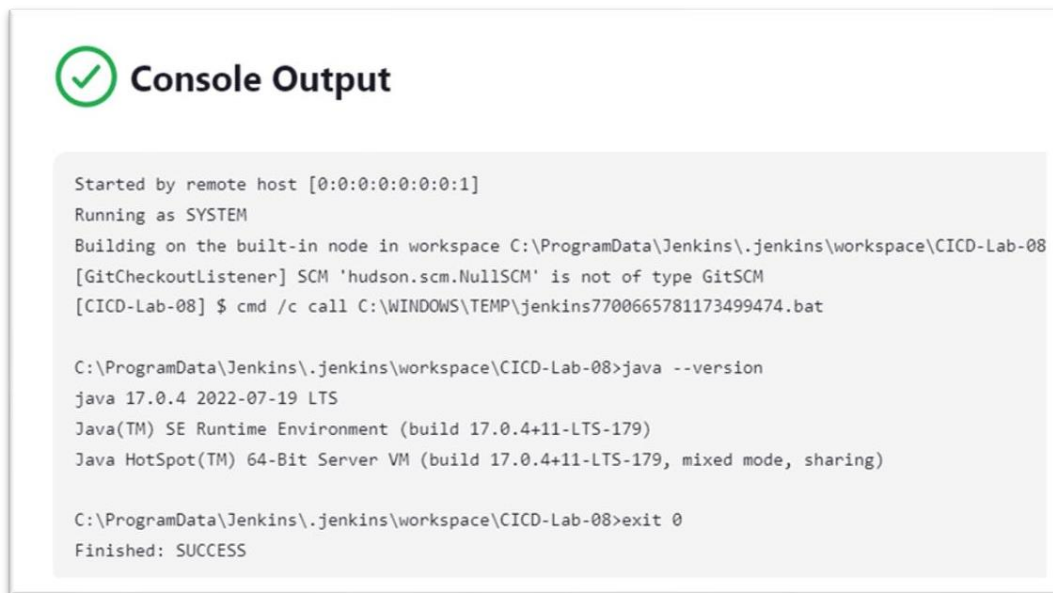 Console Output
Started by remote host [0:0:0:0:0:0:0:1]
Running as SYSTEM
Building on the built-in node in workspace C:\ProgramData\Jenkins\.jenkins\workspace\CICD-Lab-08
[GitCheckoutListener] SCM 'hudson.scm.NullSCM' is not of type GitSCM
[CICD-Lab-08] $ cmd /c call C:\WINDOWS\TEMP\jenkins7700665781173499474.bat
C:\ProgramData\Jenkins\.jenkins\workspace\CICD-Lab-08>java --version
java 17.0.4 2022-07-19 LTS
Java(TM) SE Runtime Environment (build 17.0.4+11-LTS-179)
Java HotSpot(TM) 64-Bit Server VM (build 17.0.4+11-LTS-179, mixed mode, sharing)
C:\ProgramData\Jenkins\.jenkins\workspace\CICD-Lab-08>exit 0
Finished: SUCCESS